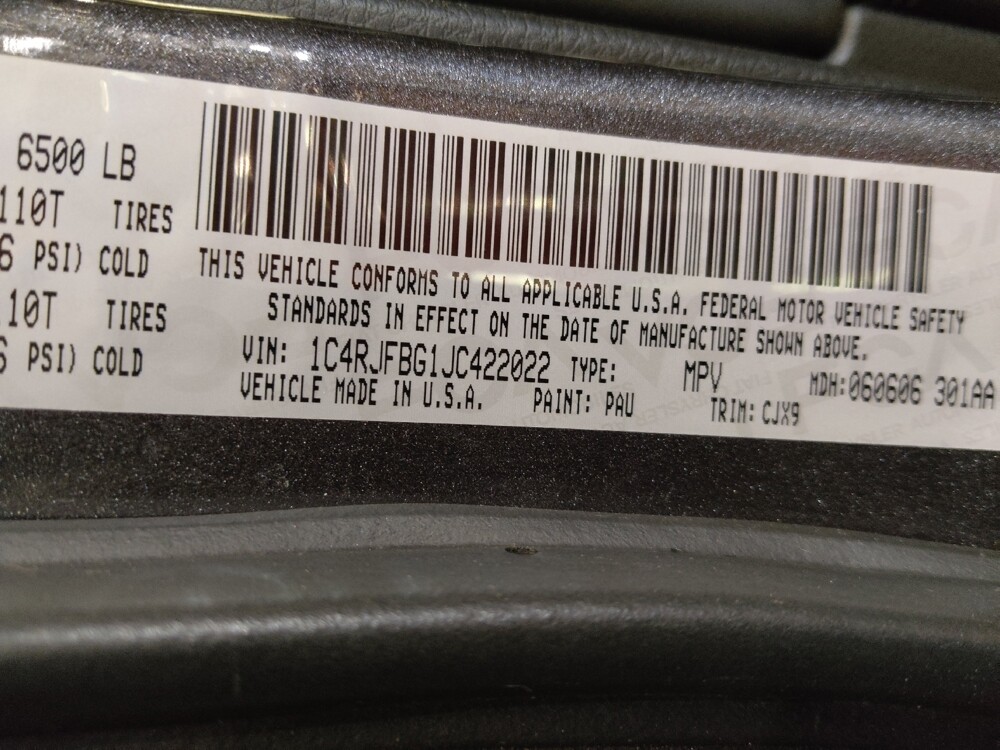 6500 LB
110T TIRES
6 PSI) COLD
10T TIRES
PSI) COLD
THIS VEHICLE CONFORMS TO ALL APPLICABLE U.S.A. FEDERAL MOTOR VEHICLE SAFETY
STANDARDS IN EFFECT ON THE DATE OF MANUFACTURE SHOWN ABOVE.
VIN: 1C4RJFBG1JC422022 TYPE: MPV MDH:060606 301AA
VEHICLE MADE IN U.S.A. PAINT: PAU TRIM: CJX9